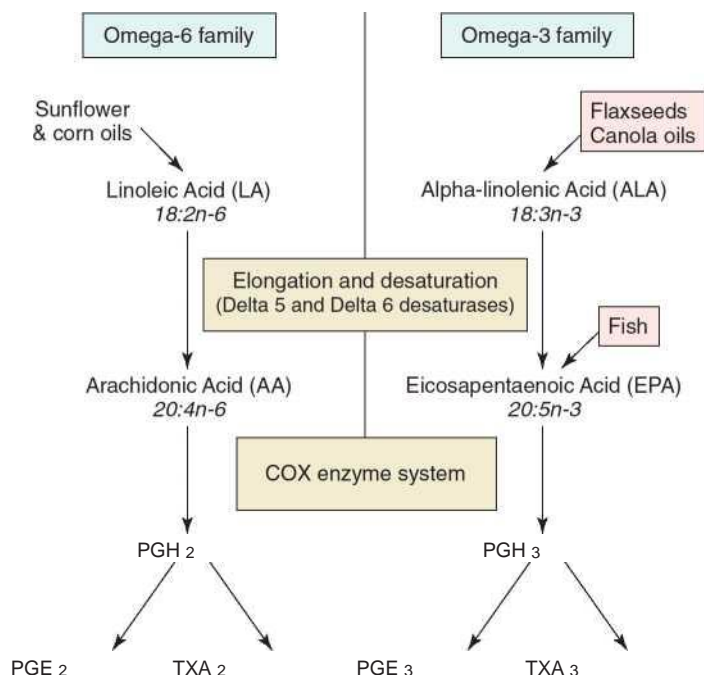 Omega-6 family
Omega-3 family
Sunflower
& corn oils
Flaxseeds
Canola oils
Linoleic Acid (LA)
18:2n-6
Alpha-linolenic Acid (ALA)
18:3n-3
Elongation and desaturation
(Delta 5 and Delta 6 desaturases)
Fish
Arachidonic Acid (AA)
20:4n-6
Eicosapentaenoic Acid (EPA)
20:5n-3
COX enzyme system
PGH 2
PGH 3
PGE 2
TXA 2
PGE 3
TXA 3